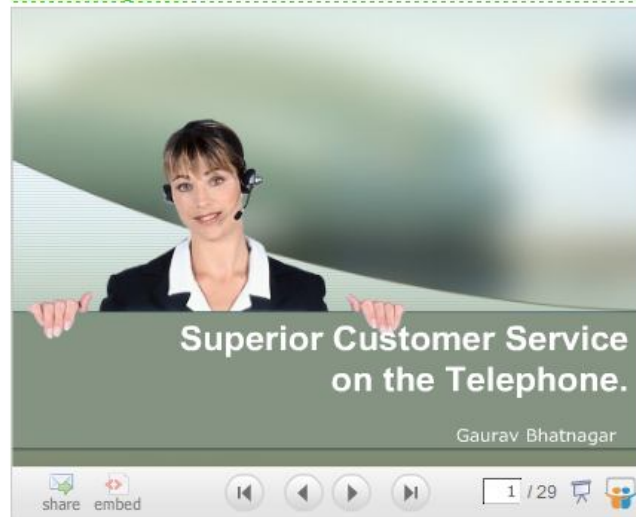 Superior Customer Service
on the Telephone.
Gaurav Bhatnagar
share embed
1 / 29